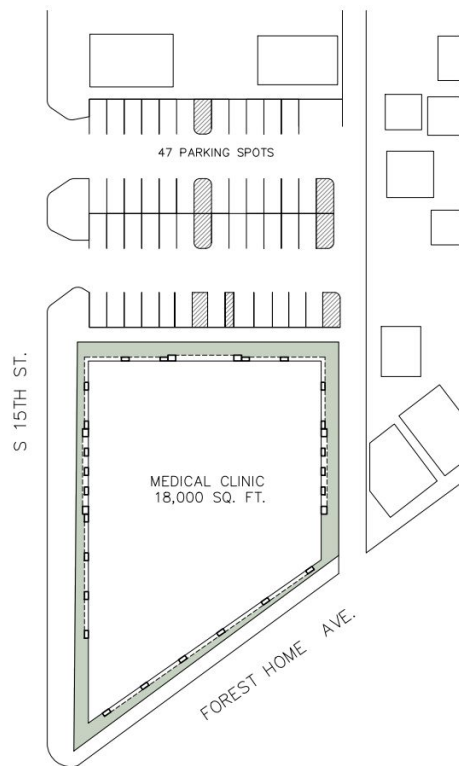 47 PARKING SPOTS
S 15TH ST.
MEDICAL CLINIC
18,000 SQ. FT.
FOREST HOME AVE.